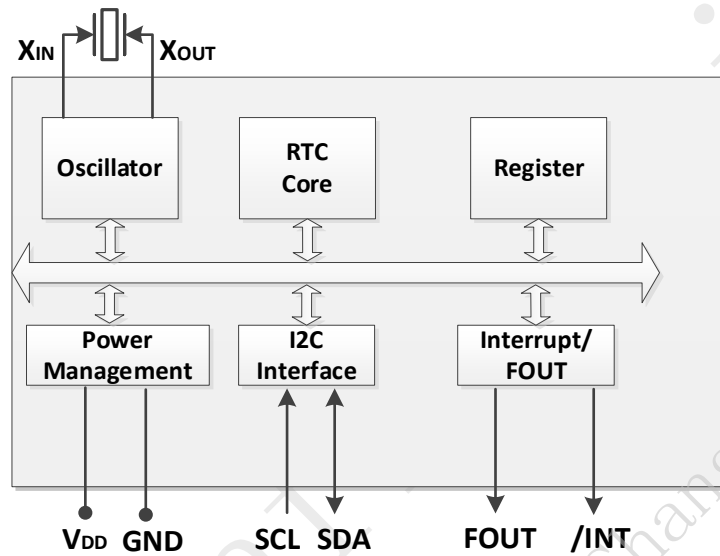 XIN XOUT
Oscillator
RTC
Core
Register
Power
Management
I2C
Interface
Interrupt/
FOUT
VDD GND SCL SDA FOUT /INT